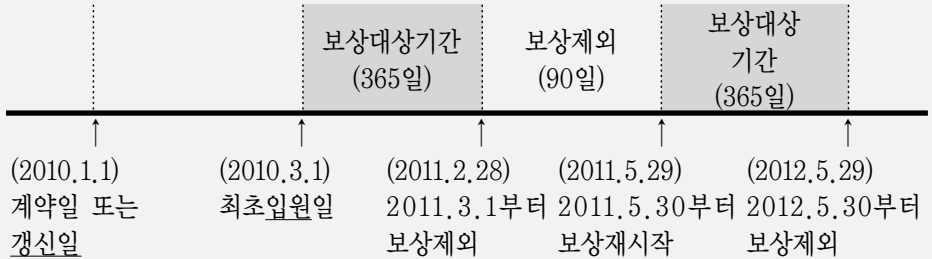 보상대상기간
(365일)
보상제외
(90일)
보상대상
기간
(365일)
(2010.1.1)
계약일 또는
갱신일
(2010.3.1)
최초입원일
(2011.2.28)
2011.3.1부터
보상제외
(2011.5.29)
2011.5.30부터
보상재시작
(2012.5.29)
2012.5.30부터
보상제외